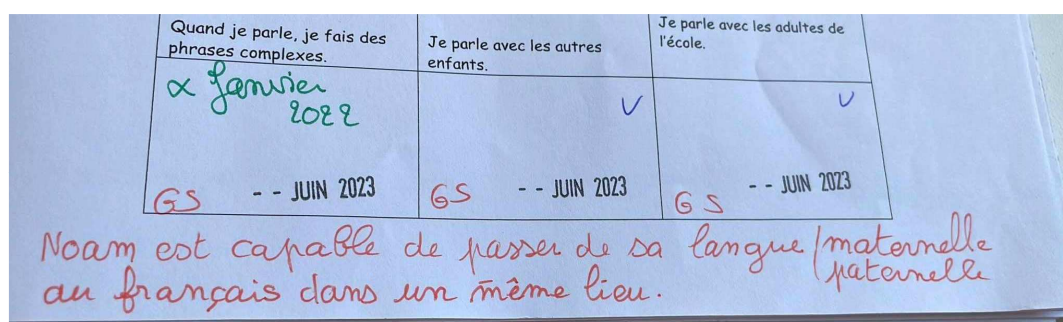 Quand je parle, je fais des
phrases complexes.
Je parle avec les autres
enfants.
Je parle avec les adultes de
l'école.
∝ Janvier
2022
V
V
GS -- JUIN 2023
GS -- JUIN 2023
GS -- JUIN 2023
Noam est capable de passer de sa langue / maternelle
paternelle
au français dans un même lieu.